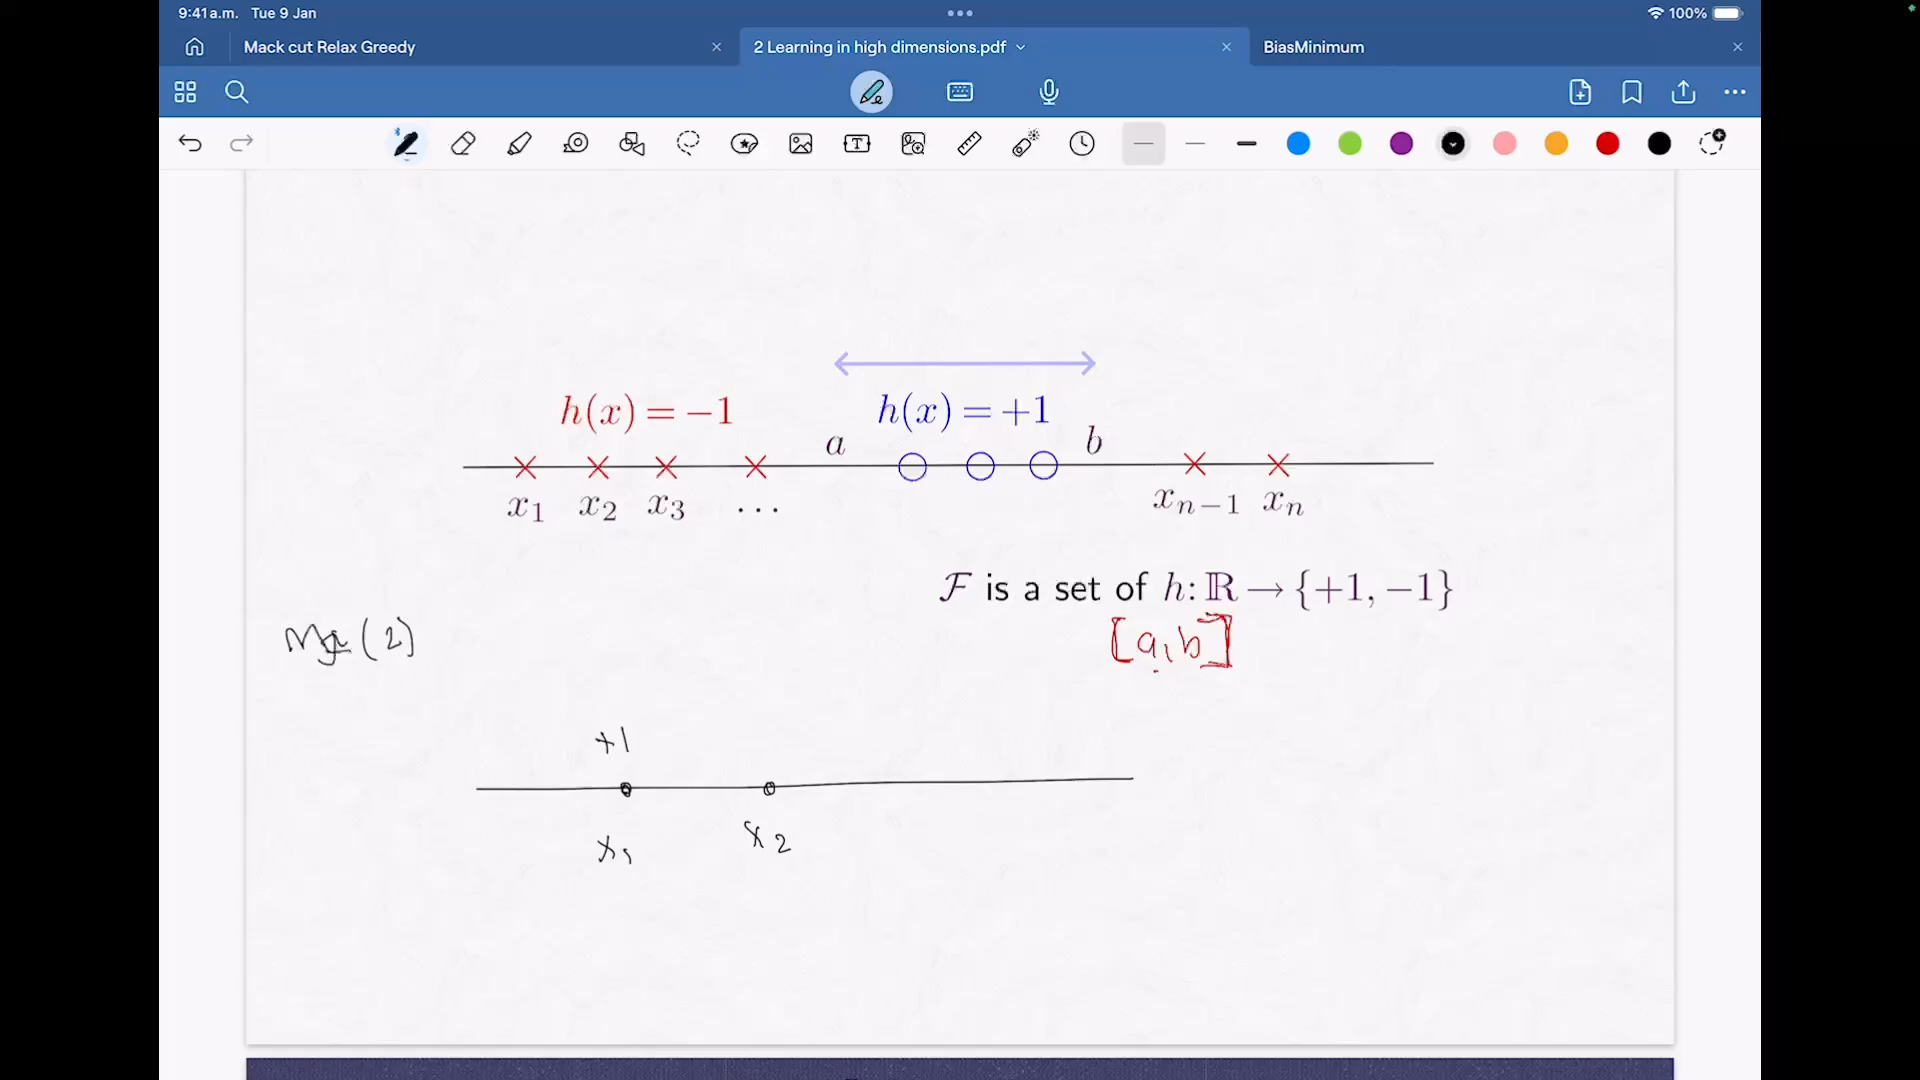 9:41 a.m. Tue 9 Jan
100%
Mack cut Relax Greedy
2 Learning in high dimensions.pdf
BiasMinimum
h(x) = −1
h(x) = +1
a
b
x₁ x₂ x₃ ... xₙ₋₁ xₙ
ℱ is a set of h: ℝ → {+1, −1}
[a, b]
(2)
+1
x₁
x₂